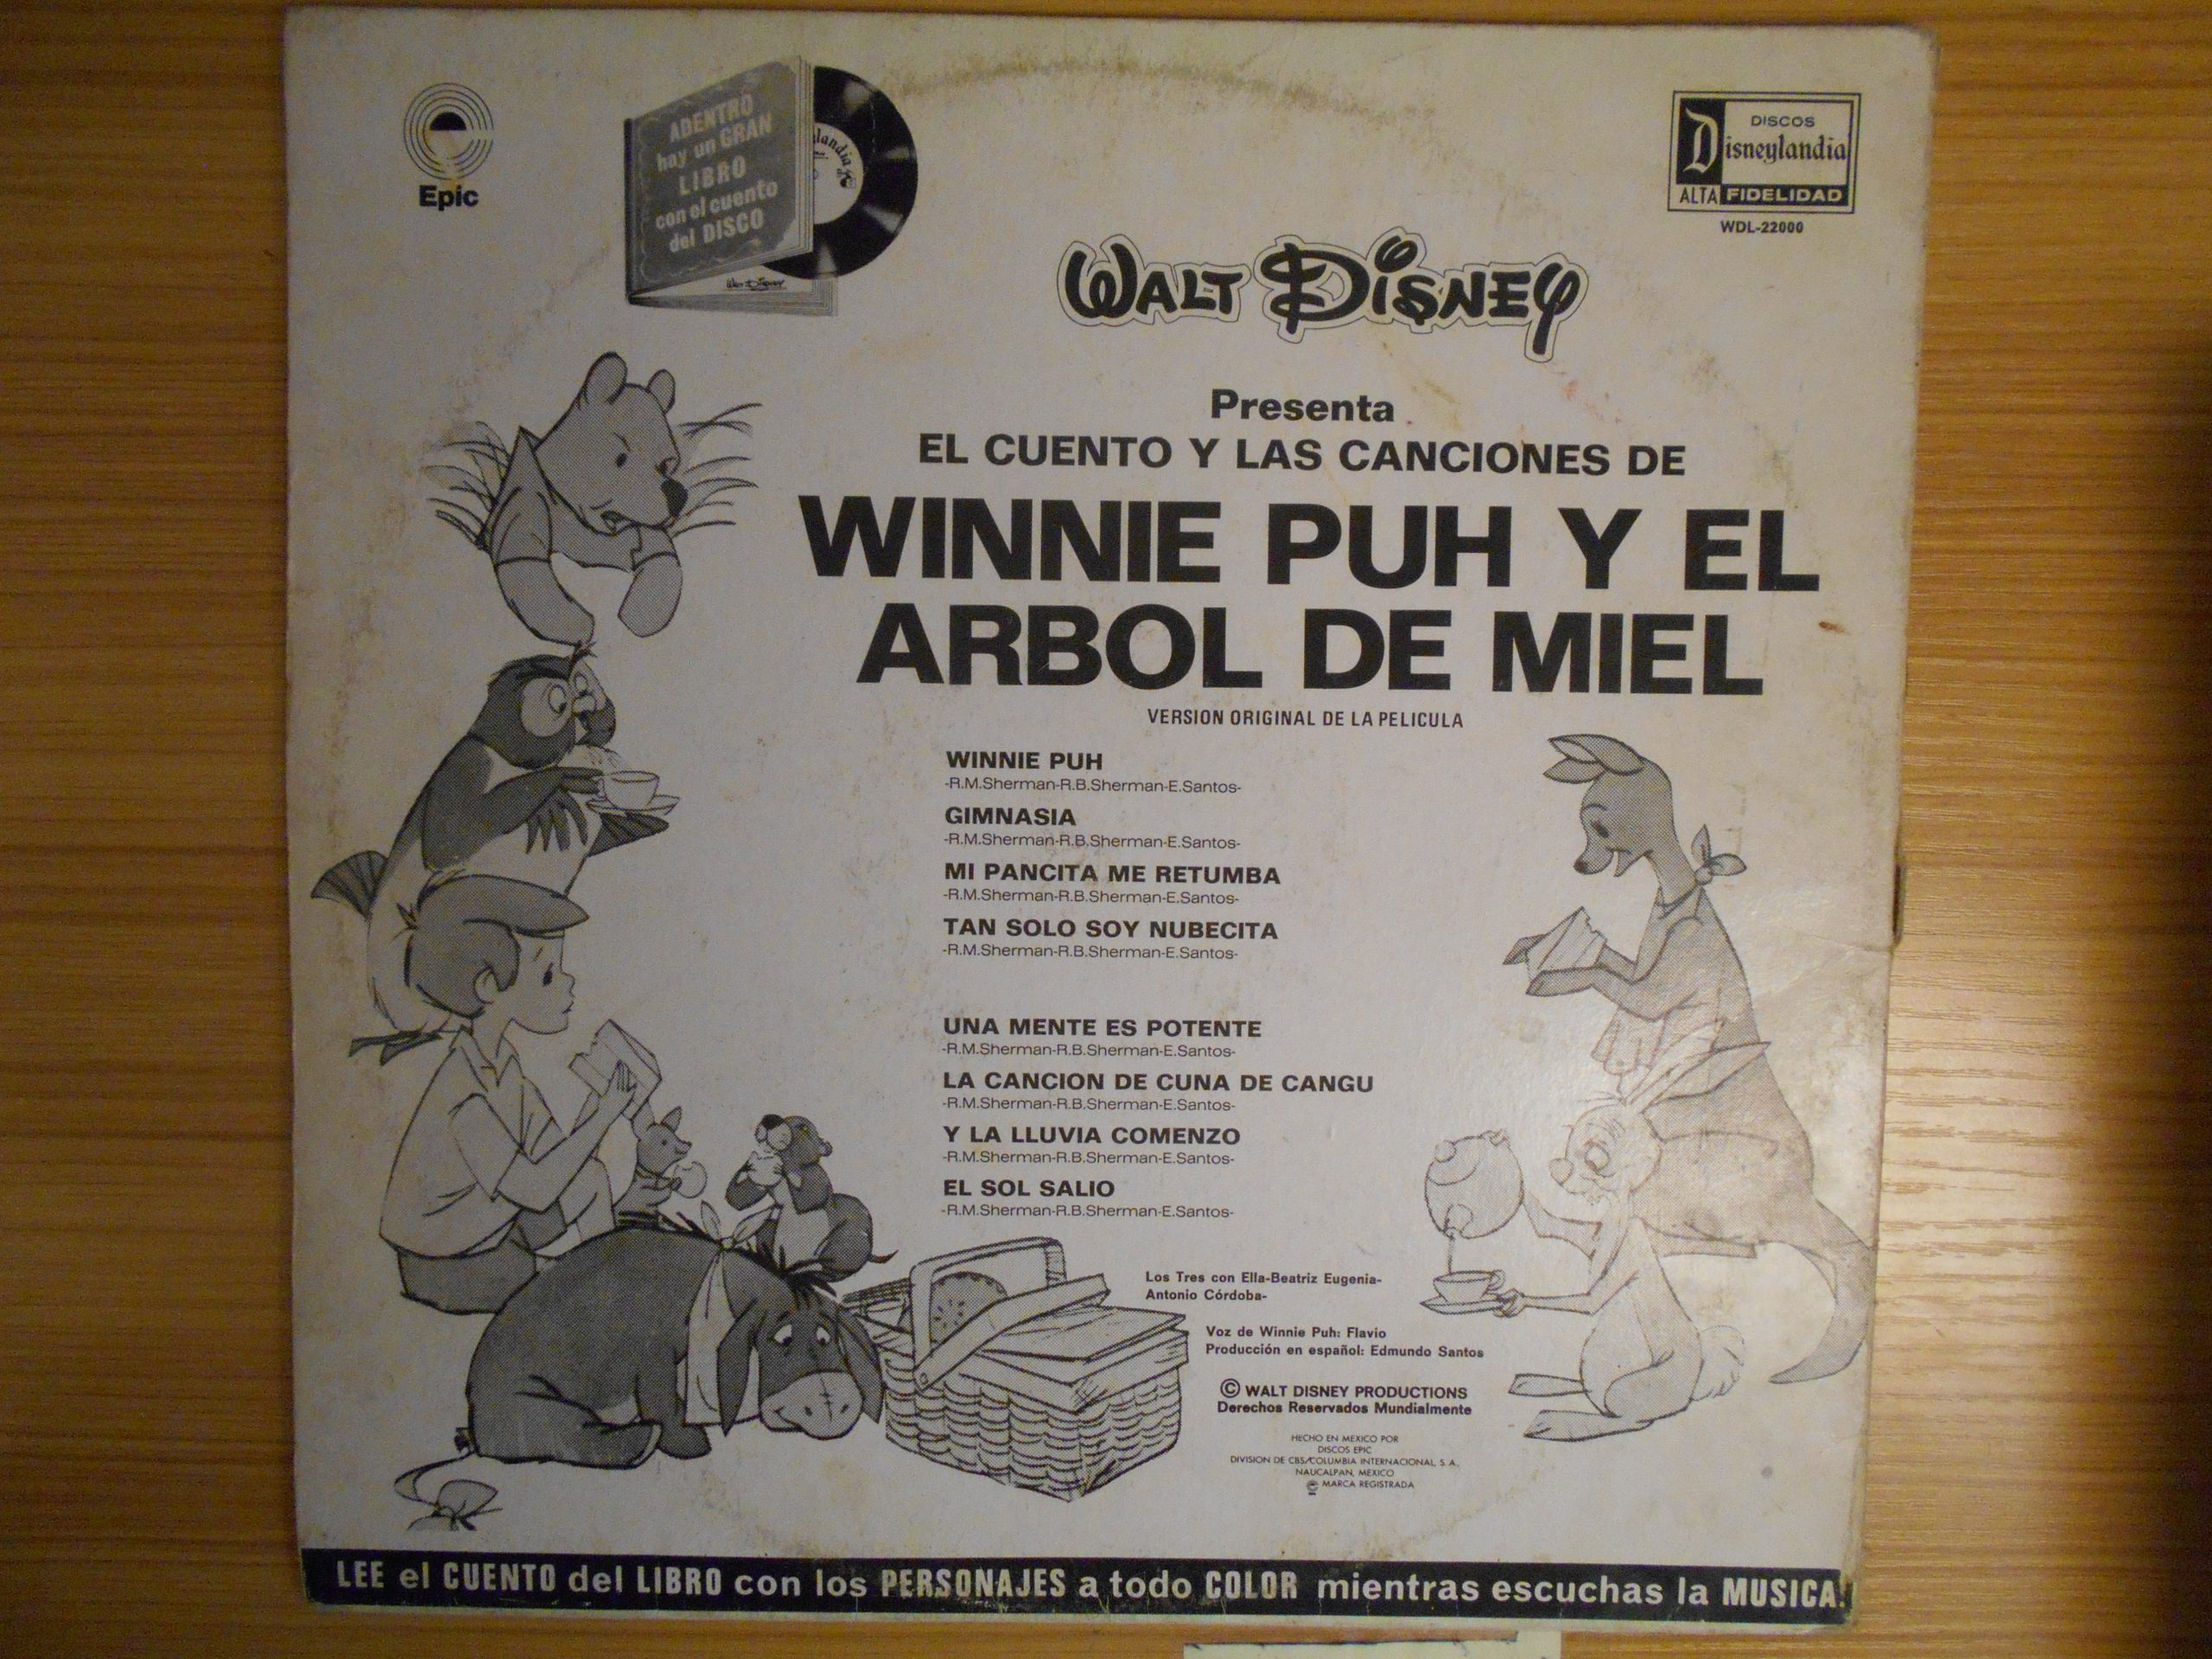 Epic
ADENTRO
hay un GRAN
LIBRO
con el cuento
del DISCO
landia
Walt Disney
DISCOS
Disneylandia
ALTA FIDELIDAD
WDL-22000
WALT DISNEY
Presenta
EL CUENTO Y LAS CANCIONES DE
WINNIE PUH Y EL
ARBOL DE MIEL
VERSION ORIGINAL DE LA PELICULA
WINNIE PUH
-R.M.Sherman-R.B.Sherman-E.Santos-
GIMNASIA
-R.M.Sherman-R.B.Sherman-E.Santos-
MI PANCITA ME RETUMBA
-R.M.Sherman-R.B.Sherman-E.Santos-
TAN SOLO SOY NUBECITA
-R.M.Sherman-R.B.Sherman-E.Santos-
UNA MENTE ES POTENTE
-R.M.Sherman-R.B.Sherman-E.Santos-
LA CANCION DE CUNA DE CANGU
-R.M.Sherman-R.B.Sherman-E.Santos-
Y LA LLUVIA COMENZO
-R.M.Sherman-R.B.Sherman-E.Santos-
EL SOL SALIO
-R.M.Sherman-R.B.Sherman-E.Santos-
Los Tres con Ella-Beatriz Eugenia-
Antonio Córdoba-
Voz de Winnie Puh: Flavio
Producción en español: Edmundo Santos
© WALT DISNEY PRODUCTIONS
Derechos Reservados Mundialmente
HECHO EN MEXICO POR
DISCOS EPIC
DIVISION DE CBS/COLUMBIA INTERNACIONAL, S.A.,
NAUCALPAN, MEXICO
MARCA REGISTRADA
LEE el CUENTO del LIBRO con los PERSONAJES a todo COLOR mientras escuchas la MUSICA.